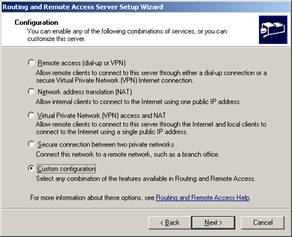 Routing and Remote Access Server Setup Wizard
Configuration
You can enable any of the following combinations of services, or you can
customize this server.
Remote access (dial-up or VPN)
Allow remote clients to connect to this server through either a dial-up connection or a
secure Virtual Private Network (VPN) Internet connection.
Network address translation (NAT)
Allow internal clients to connect to the Internet using one public IP address.
Virtual Private Network (VPN) access and NAT
Allow remote clients to connect to this server through the Internet and local clients to
connect to the Internet using a single public IP address.
Secure connection between two private networks
Connect this network to a remote network, such as a branch office.
Custom configuration
Select any combination of the features available in Routing and Remote Access.
For more information about these options, see Routing and Remote Access Help.
< Back Next > Cancel